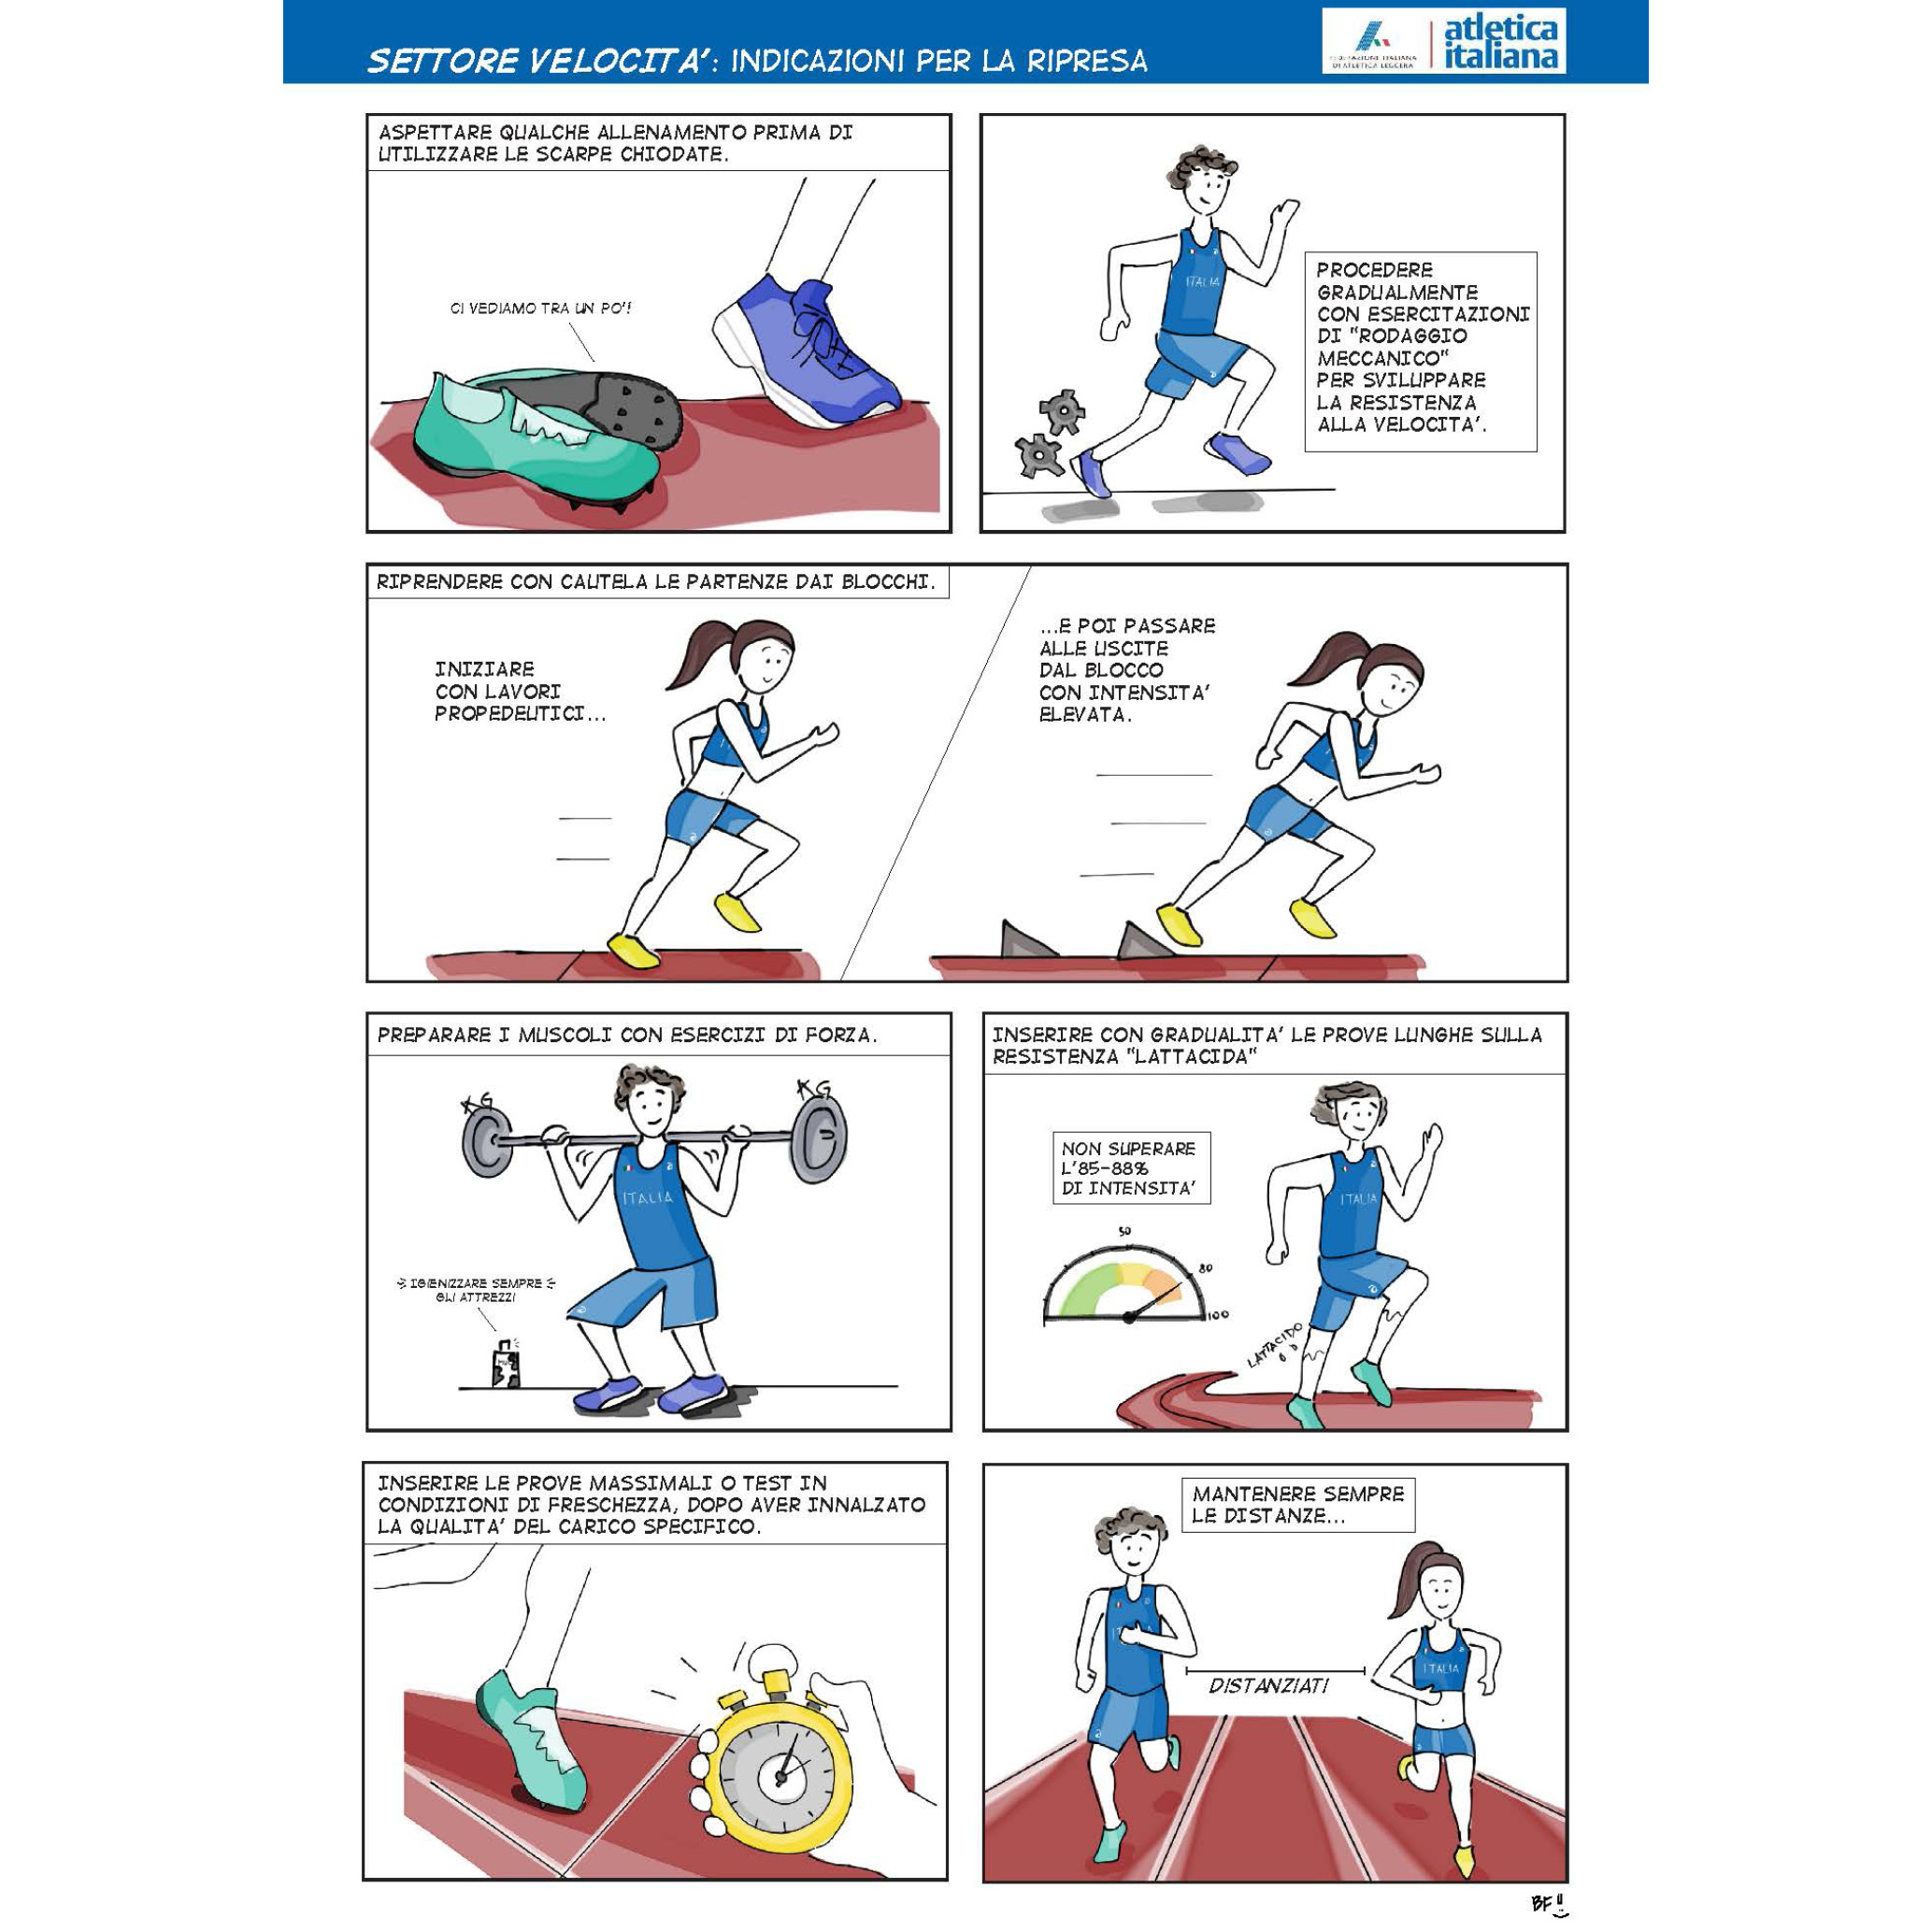 SETTORE VELOCITA': INDICAZIONI PER LA RIPRESA
FEDERAZIONE ITALIANA
DI ATLETICA LEGGERA
atletica
italiana
ASPETTARE QUALCHE ALLENAMENTO PRIMA DI
UTILIZZARE LE SCARPE CHIODATE.
CI VEDIAMO TRA UN PO'!
ITALIA
PROCEDERE
GRADUALMENTE
CON ESERCITAZIONI
DI "RODAGGIO
MECCANICO"
PER SVILUPPARE
LA RESISTENZA
ALLA VELOCITA'.
RIPRENDERE CON CAUTELA LE PARTENZE DAI BLOCCHI.
INIZIARE
CON LAVORI
PROPEDEUTICI...
...E POI PASSARE
ALLE USCITE
DAL BLOCCO
CON INTENSITA'
ELEVATA.
PREPARARE I MUSCOLI CON ESERCIZI DI FORZA.
KG
KG
ITALIA
IGIENIZZARE SEMPRE
GLI ATTREZZI
INSERIRE CON GRADUALITA' LE PROVE LUNGHE SULLA
RESISTENZA "LATTACIDA"
NON SUPERARE
L'85-88%
DI INTENSITA'
50
80
100
ITALIA
LATTACIDO
INSERIRE LE PROVE MASSIMALI O TEST IN
CONDIZIONI DI FRESCHEZZA, DOPO AVER INNALZATO
LA QUALITA' DEL CARICO SPECIFICO.
MANTENERE SEMPRE
LE DISTANZE...
DISTANZIATI
ITALIA
BF